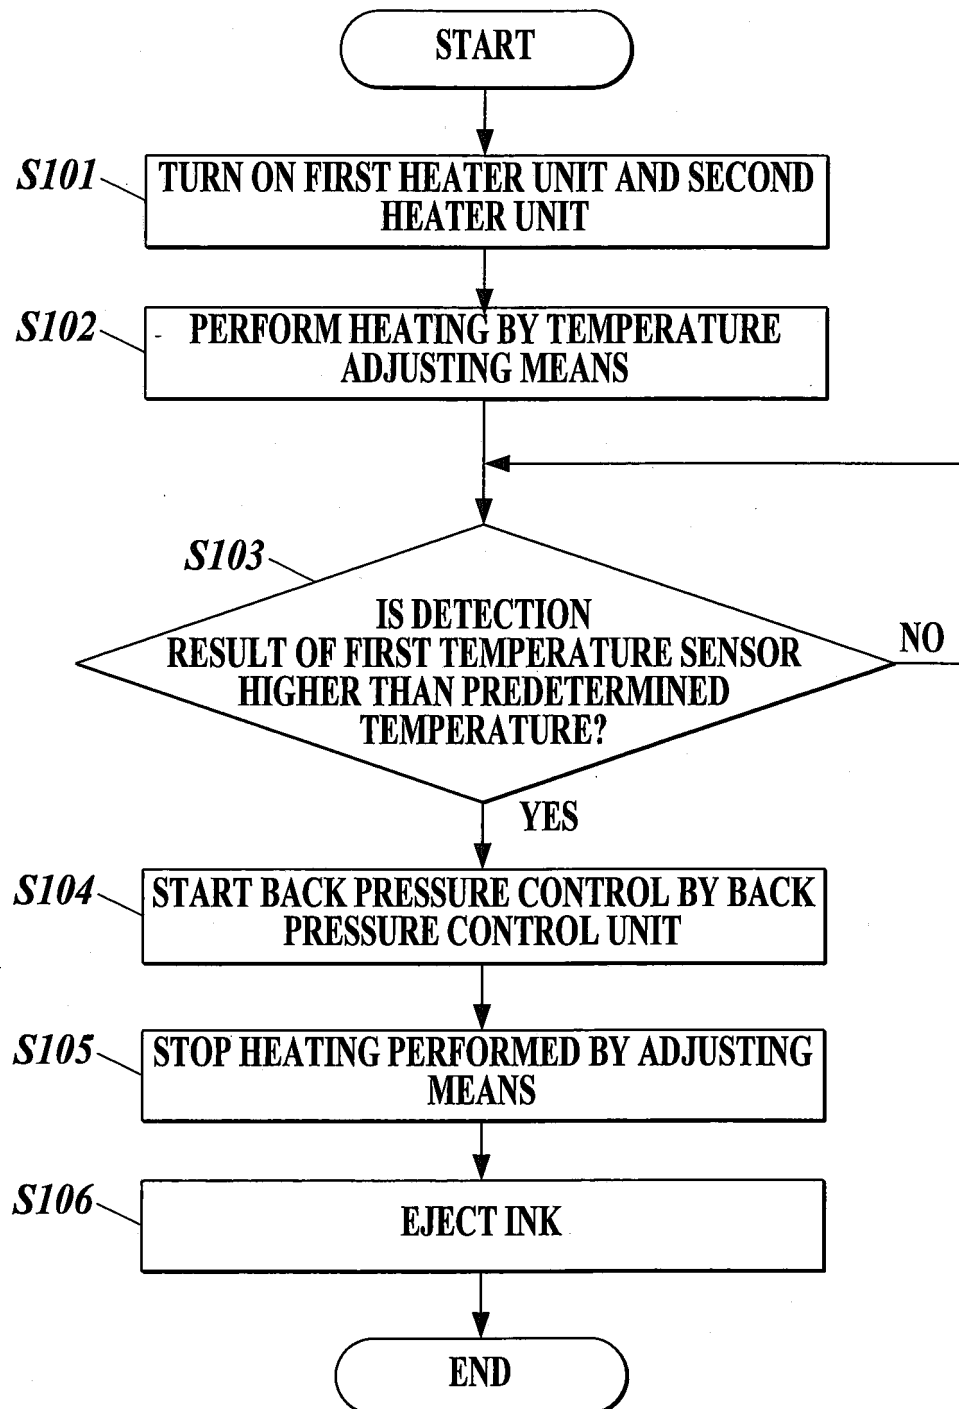 START
S101
TURN ON FIRST HEATER UNIT AND SECOND
HEATER UNIT
S102
PERFORM HEATING BY TEMPERATURE
ADJUSTING MEANS
S103
IS DETECTION
RESULT OF FIRST TEMPERATURE SENSOR
HIGHER THAN PREDETERMINED
TEMPERATURE?
NO
YES
S104
START BACK PRESSURE CONTROL BY BACK
PRESSURE CONTROL UNIT
S105
STOP HEATING PERFORMED BY ADJUSTING
MEANS
S106
EJECT INK
END